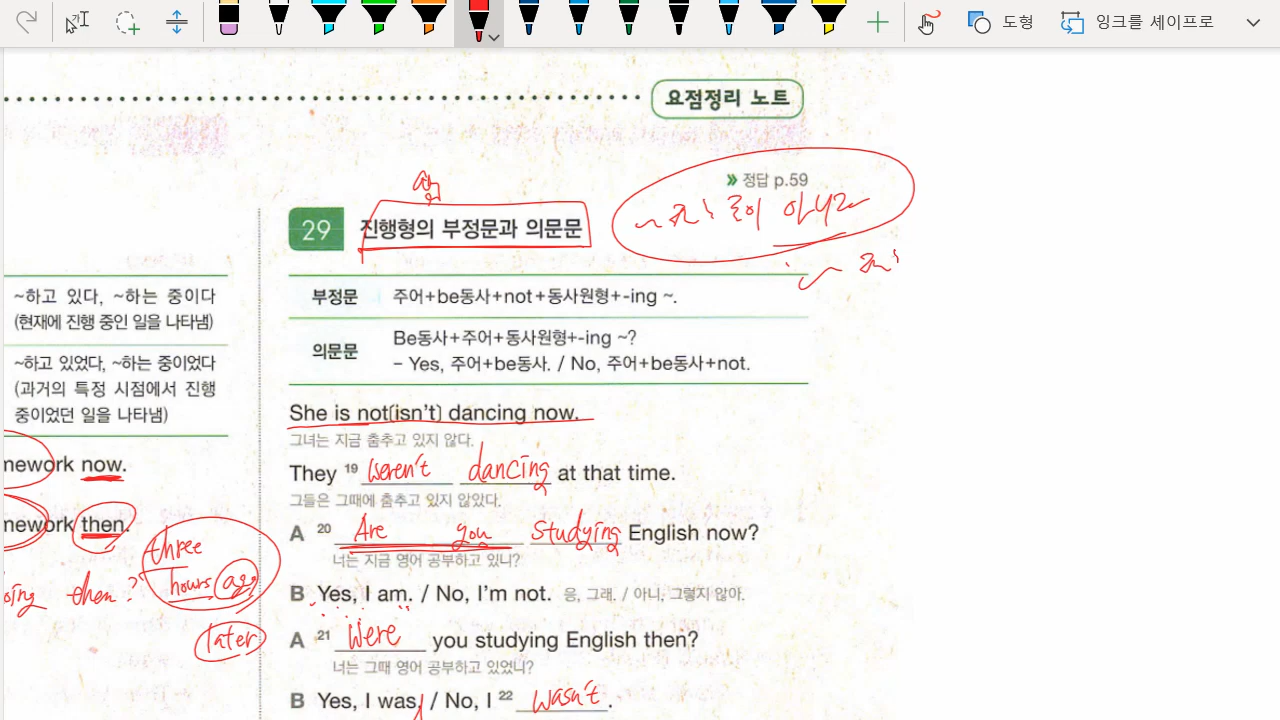 도형
잉크를 셰이프로
요점정리 노트
정답 p.59
29 진행형의 부정문과 의문문
~하고 있다, ~하는 중이다
(현재에 진행 중인 일을 나타냄)
~하고 있었다, ~하는 중이었다
(과거의 특정 시점에서 진행
중이었던 일을 나타냄)
nework now.
nework then.
oing then?
three
hours ago
later
부정문 주어+be동사+not+동사원형+-ing ~.
의문문 Be동사+주어+동사원형+-ing ~?
– Yes, 주어+be동사. / No, 주어+be동사+not.
She is not(isn't) dancing now.
그녀는 지금 춤추고 있지 않다.
They 19 weren't dancing at that time.
그들은 그때에 춤추고 있지 않았다.
A 20 Are you studying English now?
너는 지금 영어 공부하고 있니?
B Yes, I am. / No, I'm not. 응, 그래. / 아니, 그렇지 않아.
A 21 Were you studying English then?
너는 그때 영어 공부하고 있었니?
B Yes, I was. / No, I 22 wasn't.